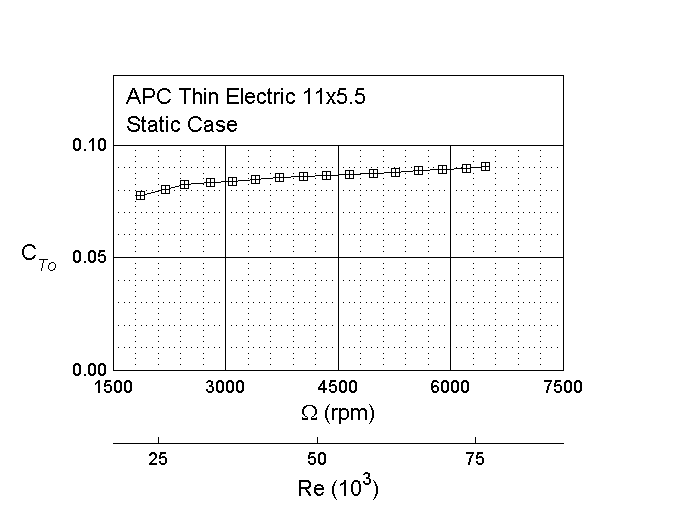 APC Thin Electric 11x5.5
Static Case
0.10
C_To 0.05
0.00
1500 3000 4500 6000 7500
Ω (rpm)
25 50 75
Re (10³)